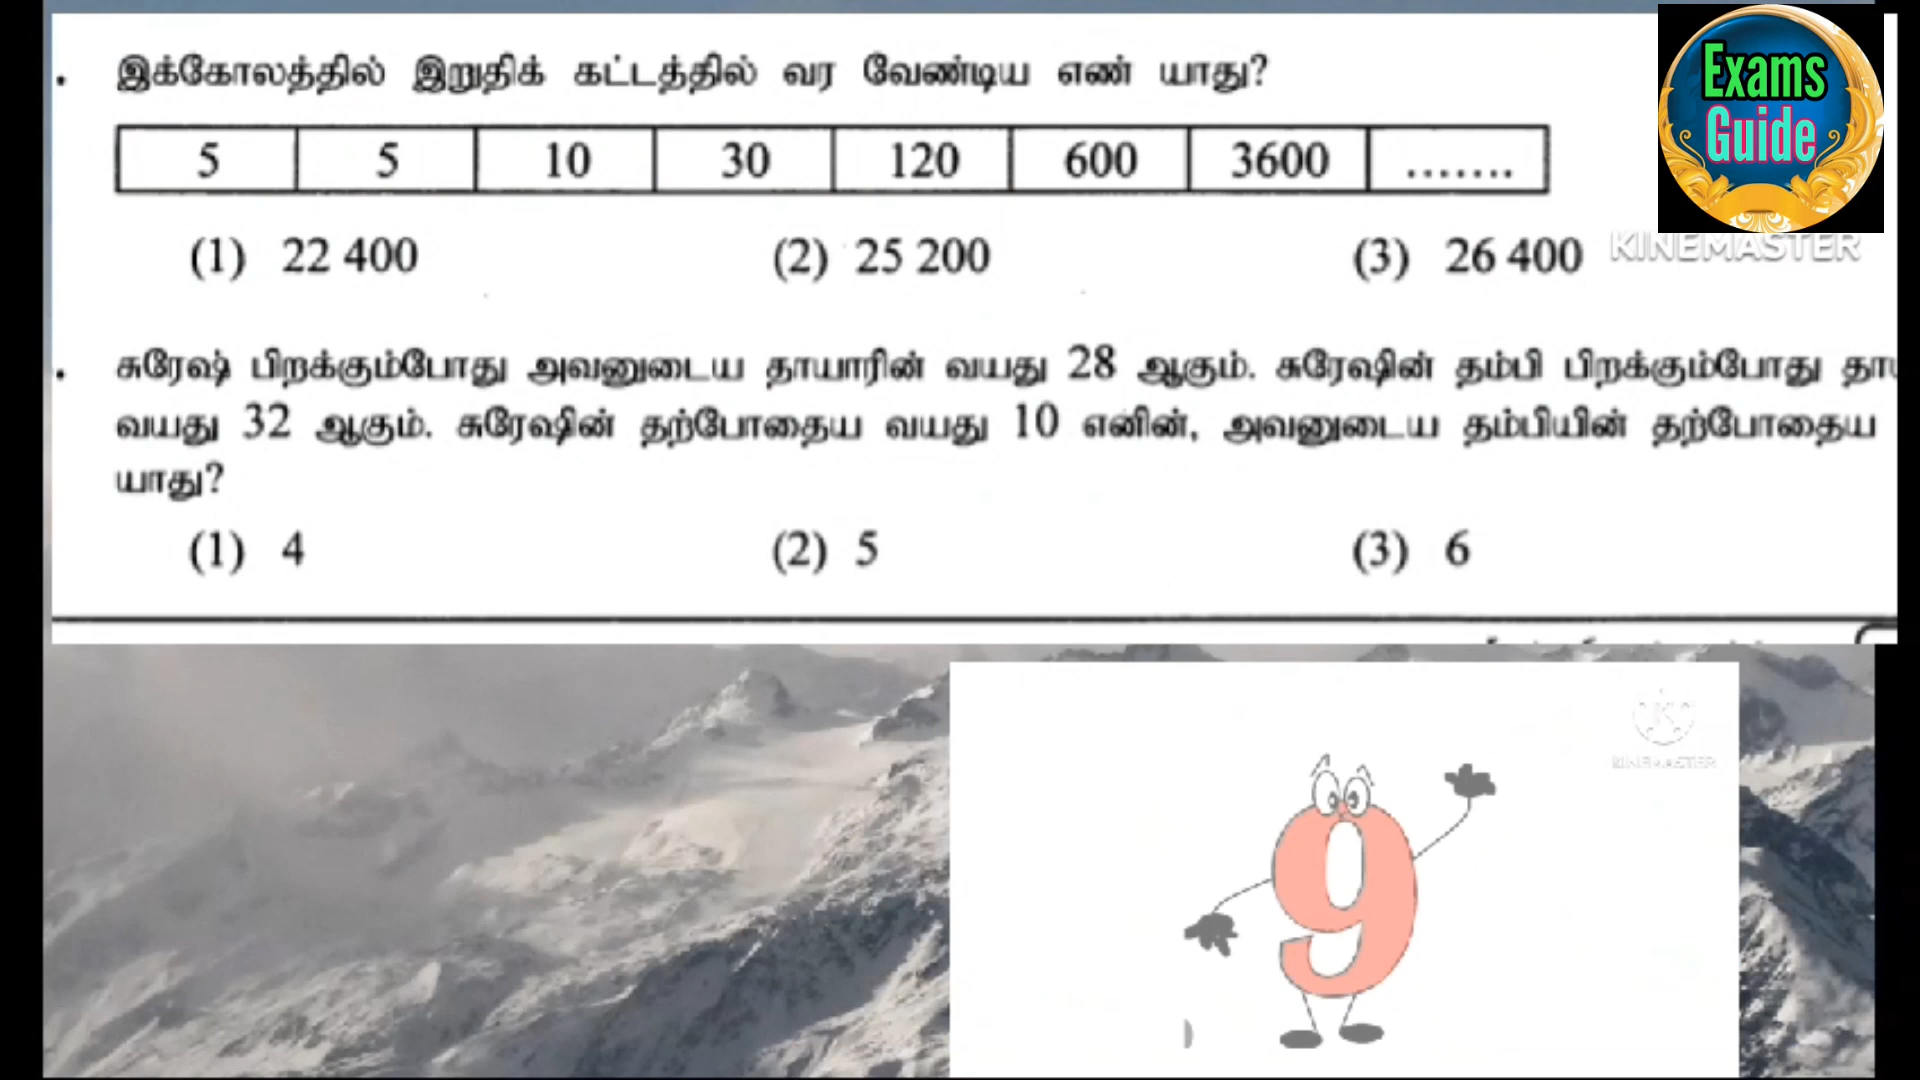 Exams
Guide
. இக்கோலத்தில் இறுதிக் கட்டத்தில் வர வேண்டிய எண் யாது?
5 5 10 30 120 600 3600 .......
(1) 22 400 (2) 25 200 (3) 26 400
KINEMASTER
. சுரேஷ் பிறக்கும்போது அவனுடைய தாயாரின் வயது 28 ஆகும். சுரேஷின் தம்பி பிறக்கும்போது
வயது 32 ஆகும். சுரேஷின் தற்போதைய வயது 10 எனின், அவனுடைய தம்பியின் தற்போதைய
யாது?
(1) 4 (2) 5 (3) 6
KINEMASTER
9